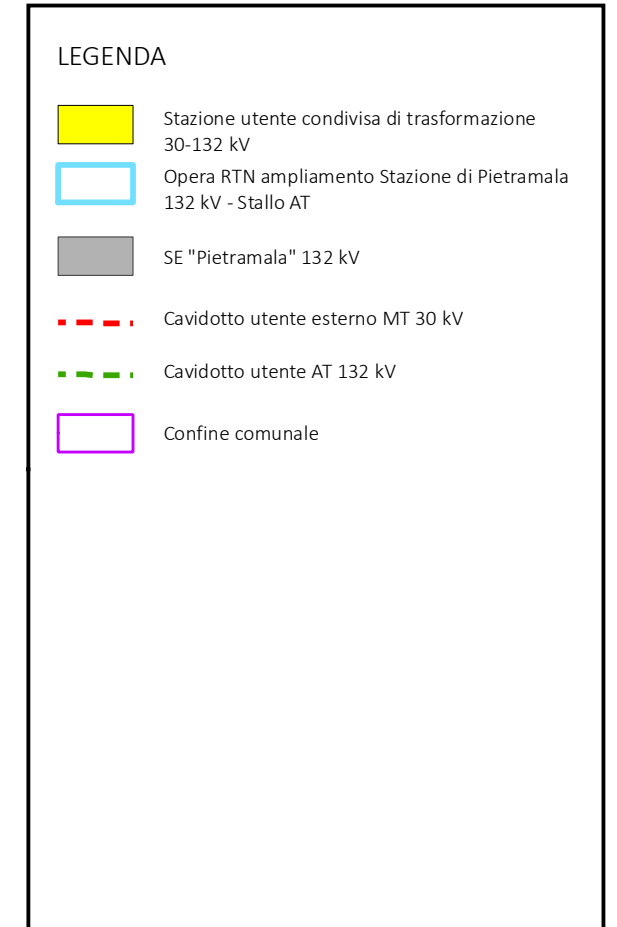 LEGENDA
Stazione utente condivisa di trasformazione
30-132 kV
Opera RTN ampliamento Stazione di Pietramala
132 kV - Stallo AT
SE "Pietramala" 132 kV
Cavidotto utente esterno MT 30 kV
Cavidotto utente AT 132 kV
Confine comunale